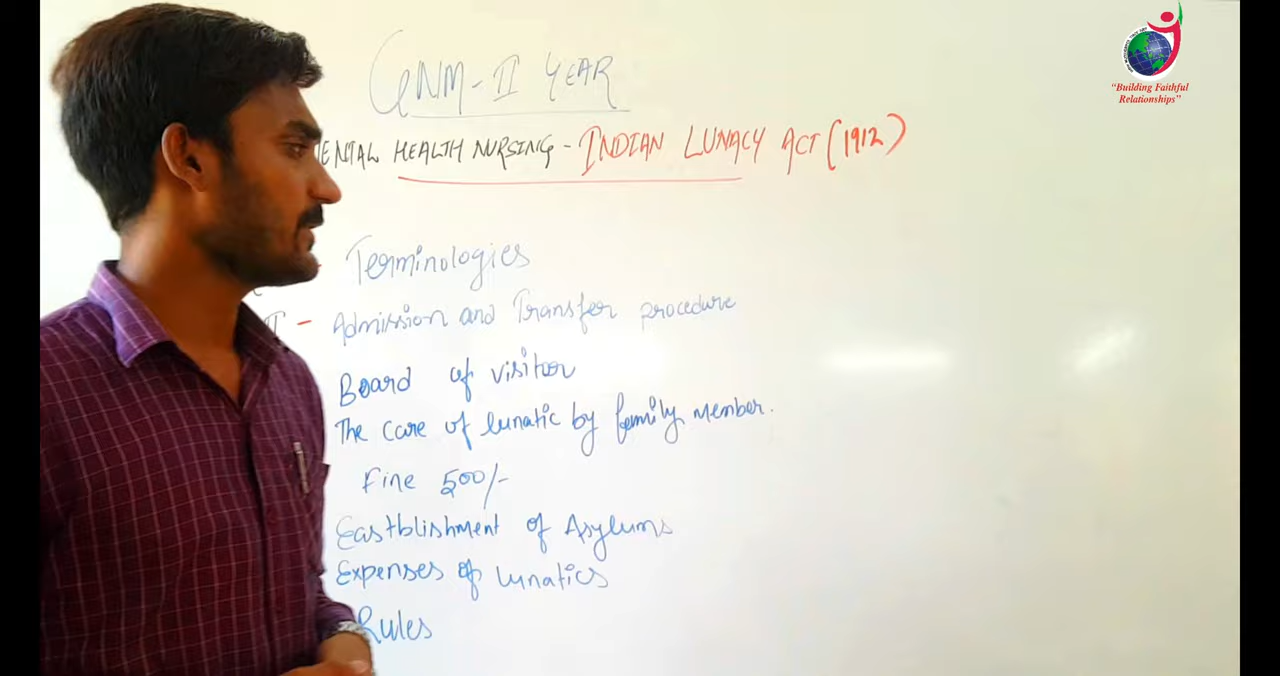 GNM-II YEAR
ENTAL HEALTH NURSING - INDIAN LUNACY ACT (1912)
Terminologies
II - Admission and Transfer procedure
Board of visitor
The care of lunatic by family member.
Fine 500/-
Eastblishment of Asylums
Expenses of Lunatics
Rules
"Building Faithful
Relationships"